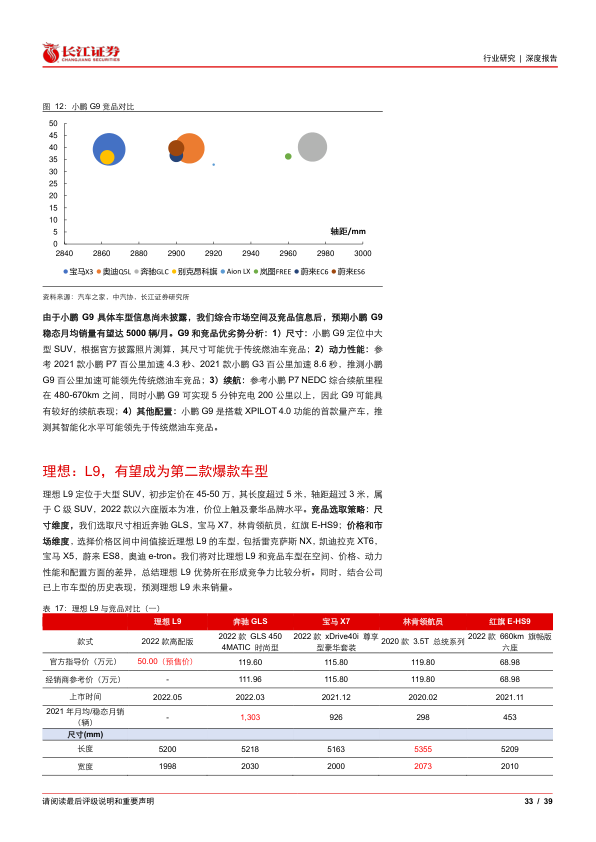 长江证券
CHANGJIANG SECURITIES
行业研究 | 深度报告
图 12：小鹏 G9 竞品对比
50
45
40
35
30
25
20
15
10
5
0
轴距/mm
2840 2860 2880 2900 2920 2940 2960 2980 3000
宝马X3 奥迪Q5L 奔驰GLC 别克昂科旗 Aion LX 岚图FREE 蔚来EC6 蔚来ES6
资料来源：汽车之家，中汽协，长江证券研究所
由于小鹏 G9 具体车型信息尚未披露，我们综合市场空间及竞品信息后，预期小鹏 G9
稳态月均销量有望达 5000 辆/月。G9 和竞品优劣势分析：1）尺寸：小鹏 G9 定位中大
型 SUV，根据官方披露照片测算，其尺寸可能优于传统燃油车竞品；2）动力性能：参
考 2021 款小鹏 P7 百公里加速 4.3 秒、2021 款小鹏 G3 百公里加速 8.6 秒，推测小鹏
G9 百公里加速可能领先传统燃油车竞品；3）续航：参考小鹏 P7 NEDC 综合续航里程
在 480-670km 之间，同时小鹏 G9 可实现 5 分钟充电 200 公里以上，因此 G9 可能具
有较好的续航表现；4）其他配置：小鹏 G9 是搭载 XPILOT 4.0 功能的首款量产车，推
测其智能化水平可能领先于传统燃油车竞品。
理想：L9，有望成为第二款爆款车型
理想 L9 定位于大型 SUV，初步定价在 45-50 万，其长度超过 5 米，轴距超过 3 米，属
于 C 级 SUV，2022 款以六座版本为准，价位上触及豪华品牌水平。竞品选取策略：尺
寸维度，我们选取尺寸相近奔驰 GLS，宝马 X7，林肯领航员，红旗 E-HS9；价格和市
场维度，选择价格区间中间值接近理想 L9 的车型，包括雷克萨斯 NX，凯迪拉克 XT6，
宝马 X5，蔚来 ES8，奥迪 e-tron。我们将对比理想 L9 和竞品车型在空间、价格、动力
性能和配置方面的差异，总结理想 L9 优势所在形成竞争力比较分析。同时，结合公司
已上市车型的历史表现，预测理想 L9 未来销量。
表 17：理想 L9 与竞品对比（一）
理想 L9 奔驰 GLS 宝马 X7 林肯领航员 红旗 E-HS9
款式 2022 款高配版 2022 款 GLS 450 4MATIC 时尚型 2022 款 xDrive40i 尊享型豪华套装 2020 款 3.5T 总统系列 2022 款 660km 旗畅版六座
官方指导价（万元） 50.00（预售价） 119.60 115.80 119.80 68.98
经销商参考价（万元） - 111.96 115.80 119.80 68.98
上市时间 2022.05 2022.03 2021.12 2020.02 2021.11
2021 年月均/稳态月销（辆） - 1,303 926 298 453
尺寸(mm)
长度 5200 5218 5163 5355 5209
宽度 1998 2030 2000 2073 2010
请阅读最后评级说明和重要声明
33 / 39